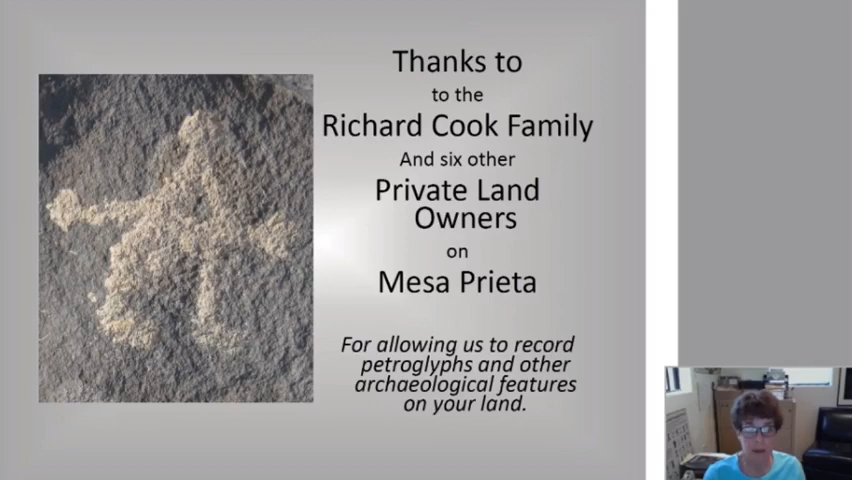 Thanks to
to the
Richard Cook Family
And six other
Private Land
Owners
on
Mesa Prieta
For allowing us to record
petroglyphs and other
archaeological features
on your land.